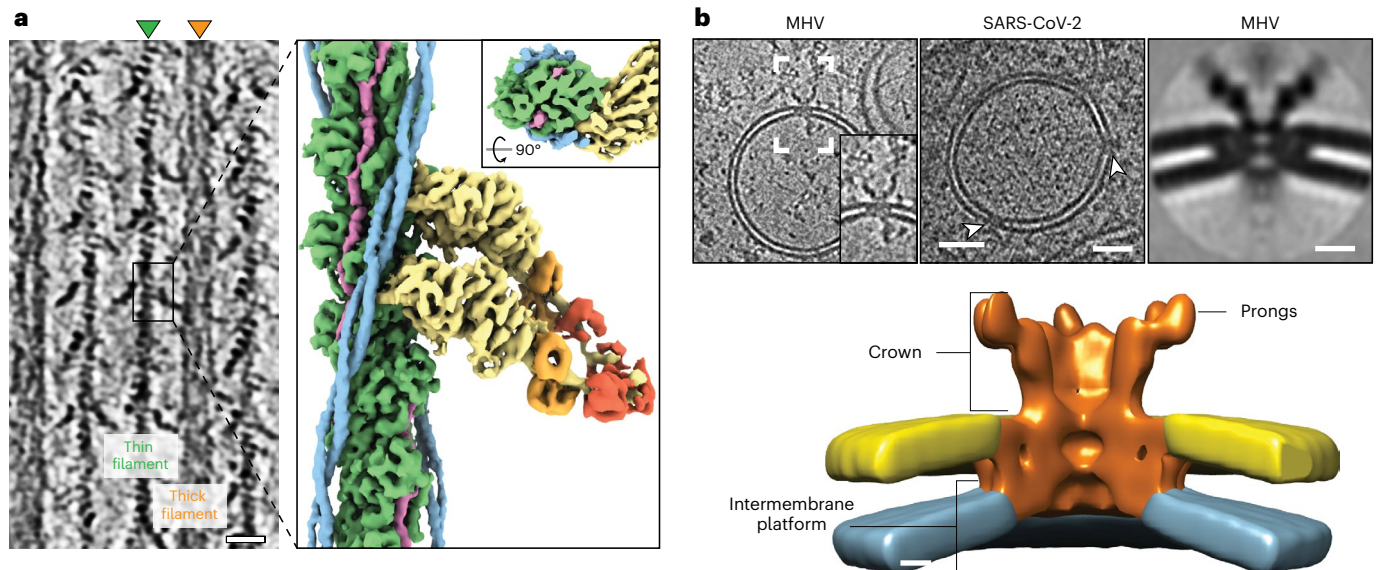 a
90°
Thin
filament
Thick
filament
b
MHV
SARS-CoV-2
MHV
Prongs
Crown
Intermembrane
platform